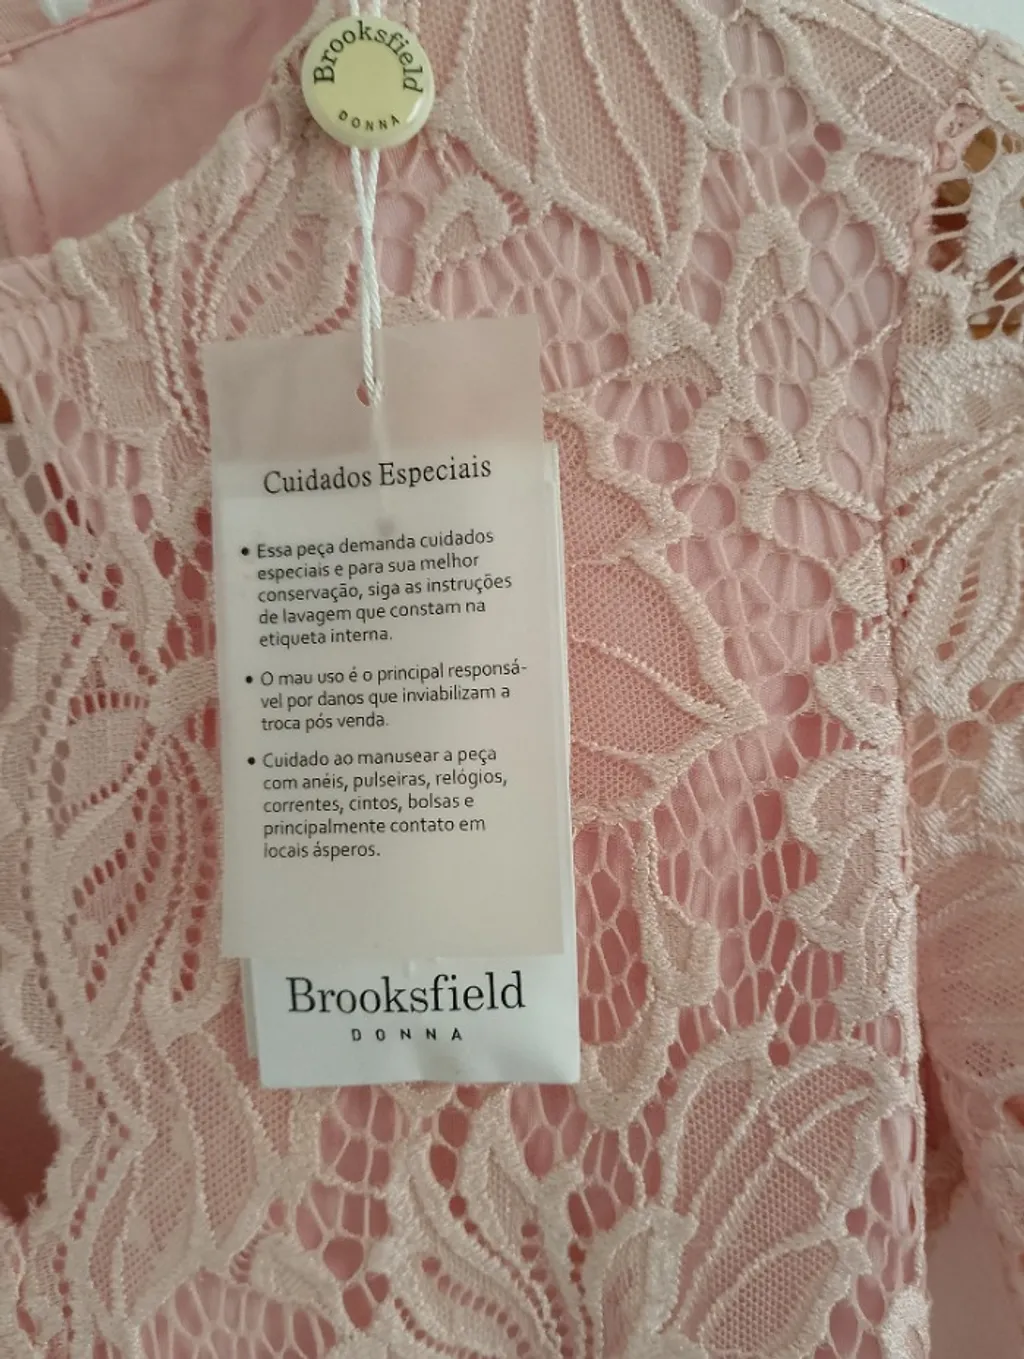 Brooksfield
DONNA
Cuidados Especiais
• Essa peça demanda cuidados
especiais e para sua melhor
conservação, siga as instruções
de lavagem que constam na
etiqueta interna.
• O mau uso é o principal responsá-
vel por danos que inviabilizam a
troca pós venda.
• Cuidado ao manusear a peça
com anéis, pulseiras, relógios,
correntes, cintos, bolsas e
principalmente contato em
locais ásperos.
Brooksfield
DONNA